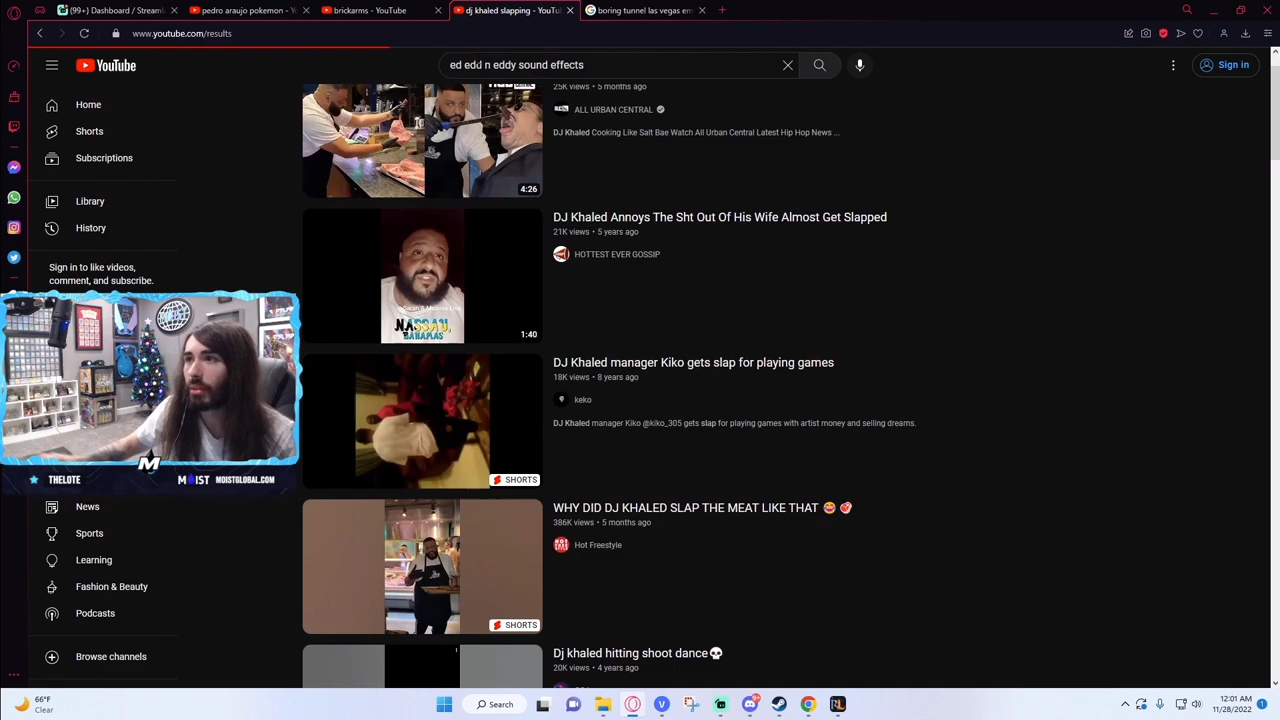 (99+) Dashboard / Streamla
pedro araujo pokemon - Yo
brickarms - YouTube
dj khaled slapping - YouTu
boring tunnel las vegas em
www.youtube.com/results
YouTube
ed edd n eddy sound effects
Sign in
Home
Shorts
Subscriptions
Library
History
Sign in to like videos,
comment, and subscribe.
25K views • 5 months ago
ALL URBAN CENTRAL
DJ Khaled Cooking Like Salt Bae Watch All Urban Central Latest Hip Hop News ...
4:26
DJ Khaled Annoys The Sht Out Of His Wife Almost Get Slapped
21K views • 5 years ago
HOTTEST EVER GOSSIP
NASSAU,
BAHAMAS
1:40
DJ Khaled manager Kiko gets slap for playing games
18K views • 8 years ago
keko
DJ Khaled manager Kiko @kiko_305 gets slap for playing games with artist money and selling dreams.
SHORTS
THELOTE
MOIST
MOISTGLOBAL.COM
WHY DID DJ KHALED SLAP THE MEAT LIKE THAT
386K views • 5 months ago
Hot Freestyle
SHORTS
News
Sports
Learning
Fashion & Beauty
Podcasts
Browse channels
Dj khaled hitting shoot dance
20K views • 4 years ago
66°F
Clear
Search
12:01 AM
11/28/2022